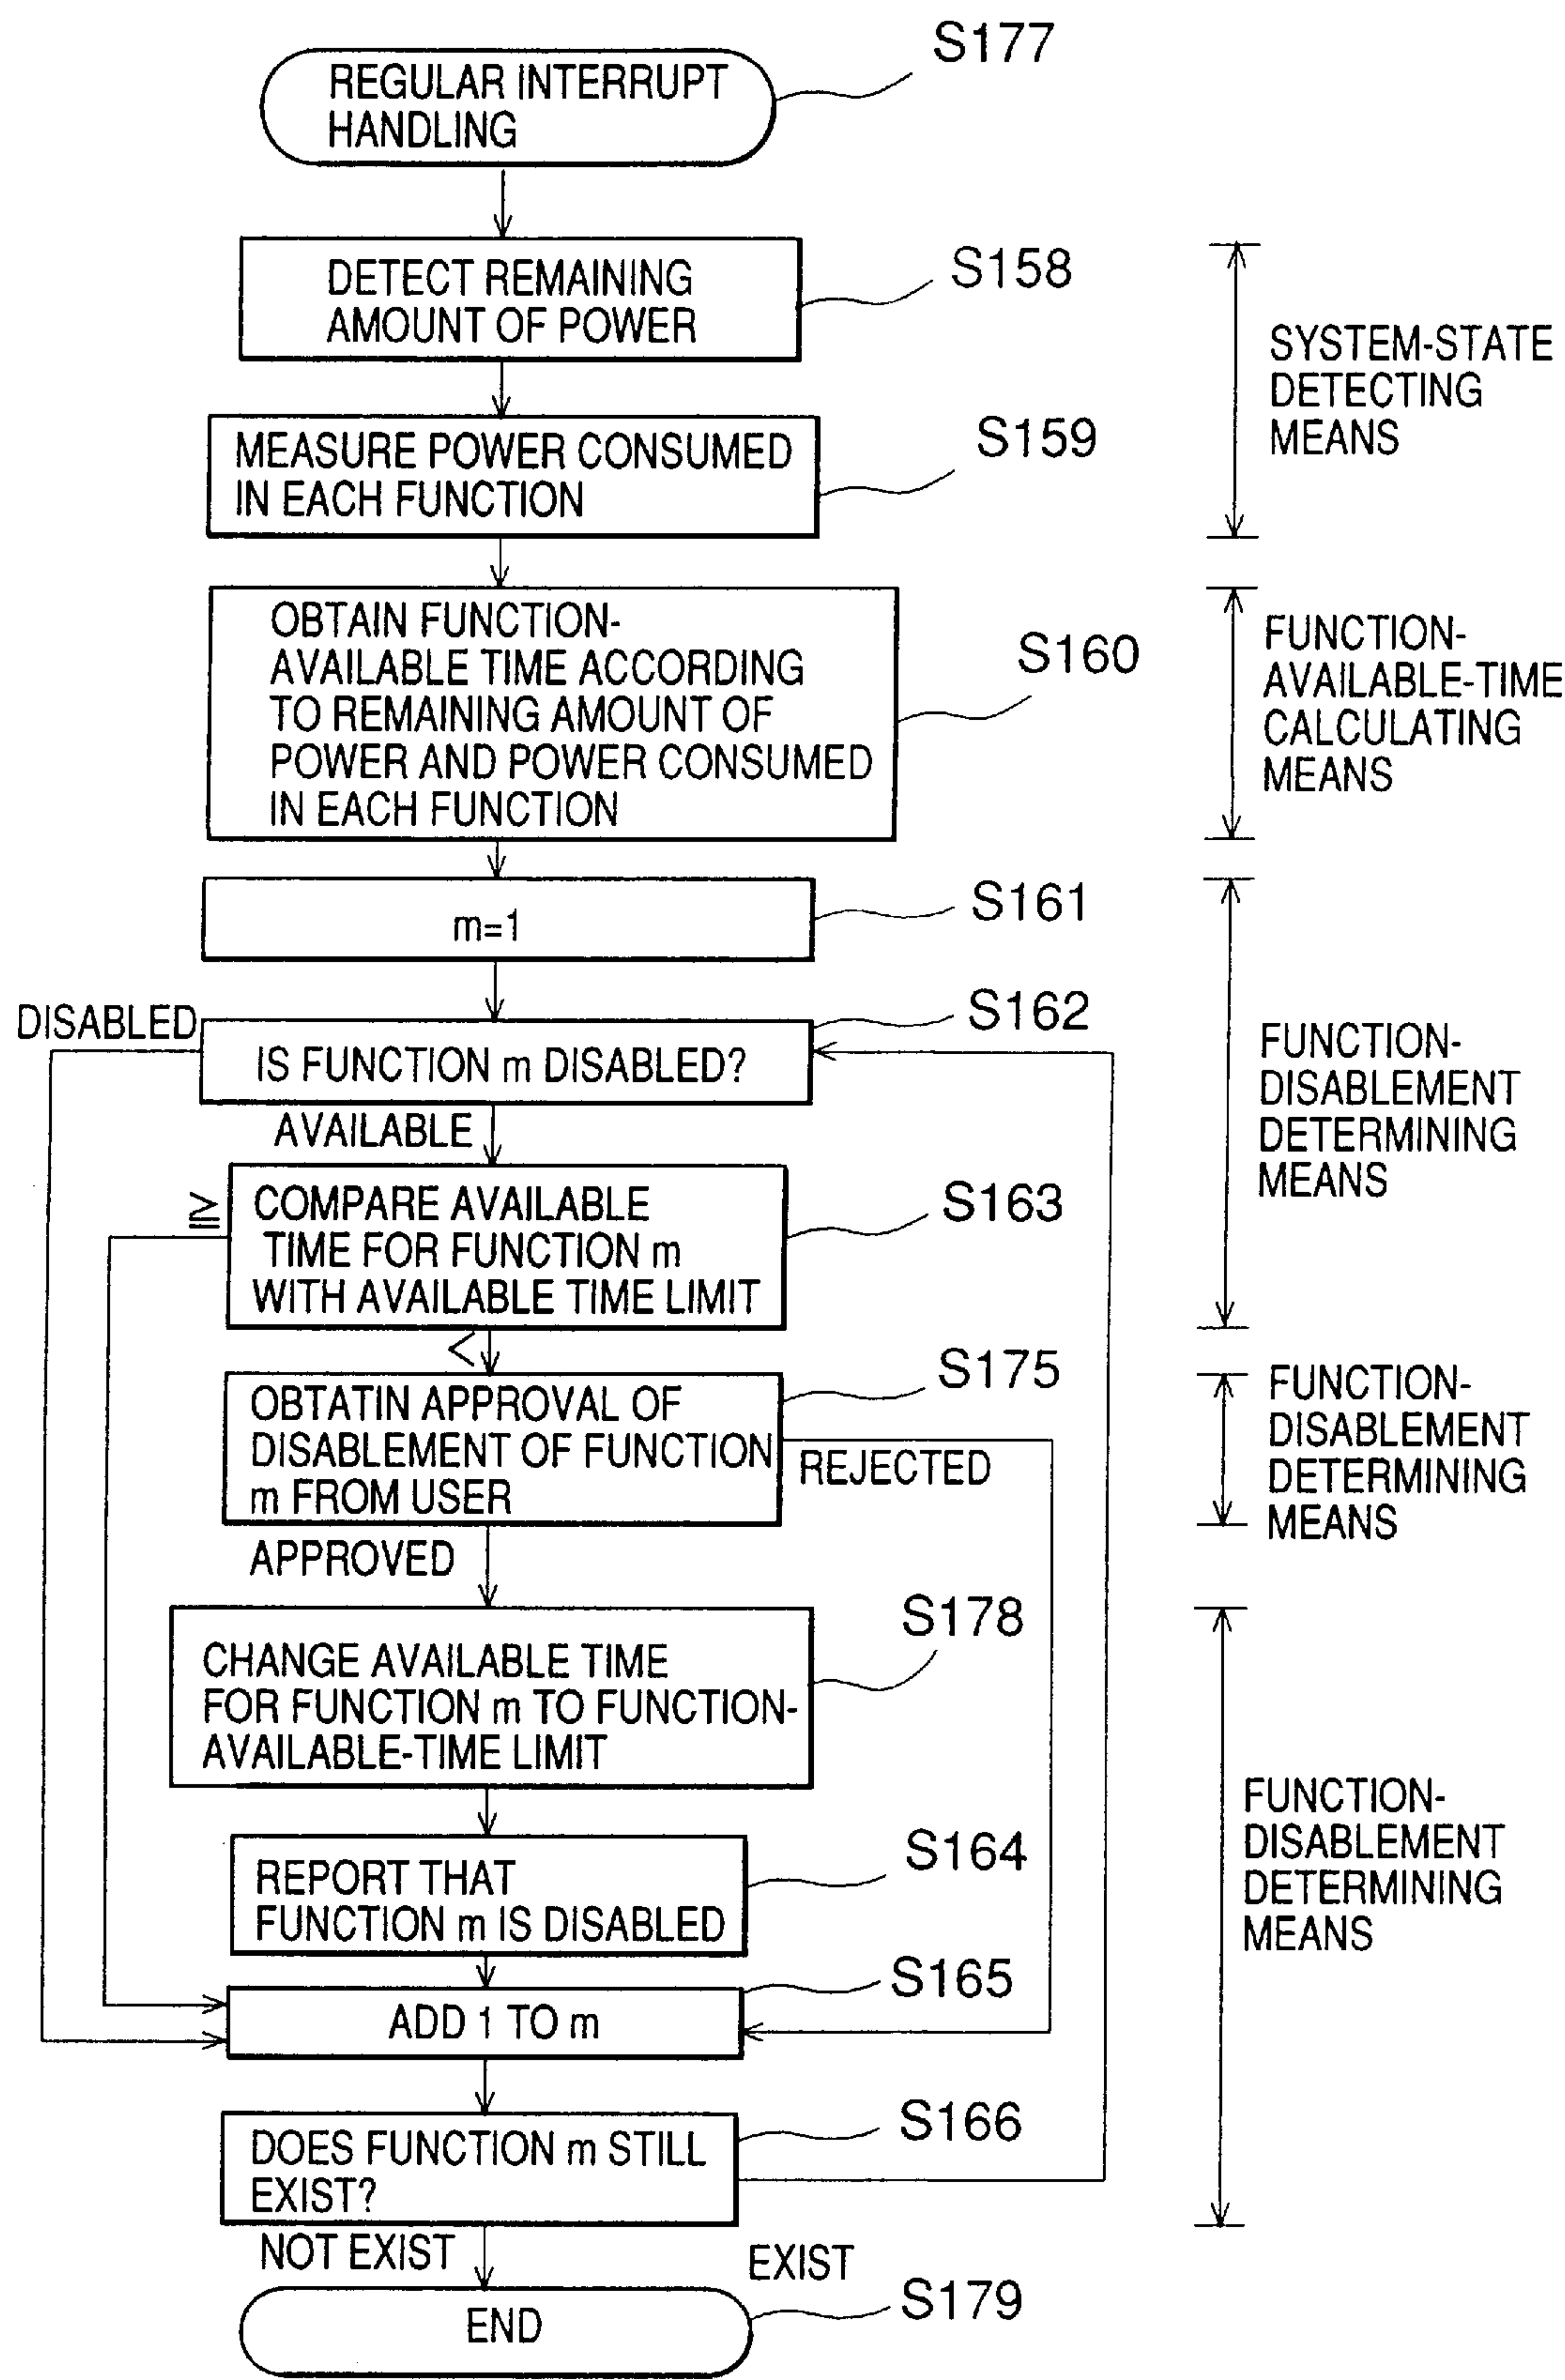 S177
REGULAR INTERRUPT
HANDLING
S158
DETECT REMAINING
AMOUNT OF POWER
SYSTEM-STATE
DETECTING
MEANS
S159
MEASURE POWER CONSUMED
IN EACH FUNCTION
S160
OBTAIN FUNCTION-
AVAILABLE TIME ACCORDING
TO REMAINING AMOUNT OF
POWER AND POWER CONSUMED
IN EACH FUNCTION
FUNCTION-
AVAILABLE-TIME
CALCULATING
MEANS
S161
m=1
S162
DISABLED
IS FUNCTION m DISABLED?
AVAILABLE
FUNCTION-
DISABLEMENT
DETERMINING
MEANS
S163
≧
COMPARE AVAILABLE
TIME FOR FUNCTION m
WITH AVAILABLE TIME LIMIT
<
S175
OBTATIN APPROVAL OF
DISABLEMENT OF FUNCTION
m FROM USER
REJECTED
APPROVED
FUNCTION-
DISABLEMENT
DETERMINING
MEANS
S178
CHANGE AVAILABLE TIME
FOR FUNCTION m TO FUNCTION-
AVAILABLE-TIME LIMIT
S164
REPORT THAT
FUNCTION m IS DISABLED
FUNCTION-
DISABLEMENT
DETERMINING
MEANS
S165
ADD 1 TO m
S166
DOES FUNCTION m STILL
EXIST?
NOT EXIST
EXIST
S179
END